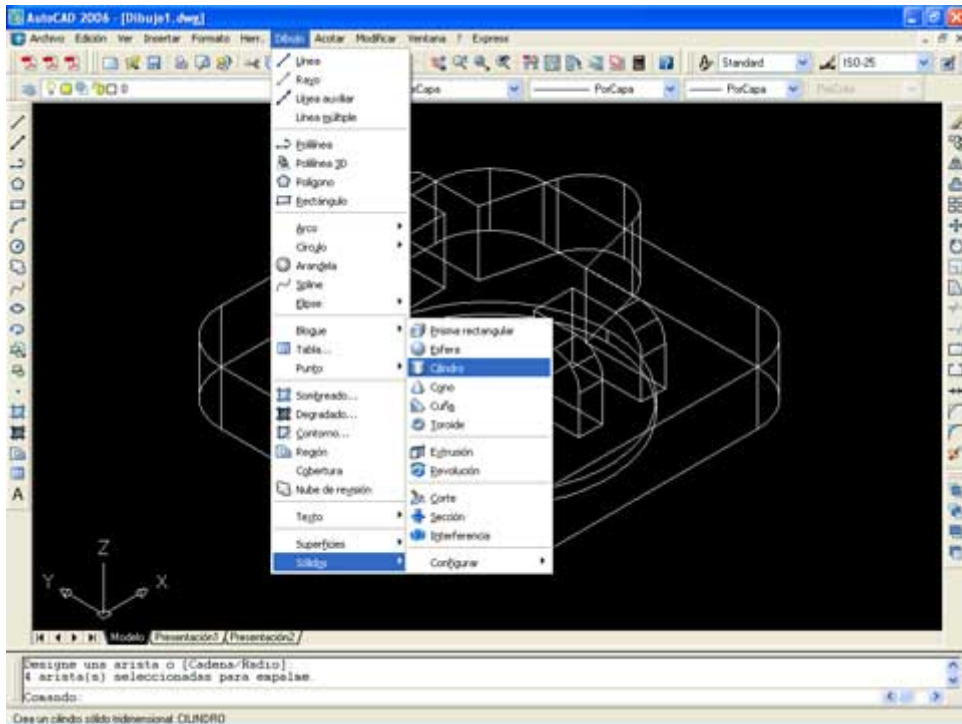 AutoCAD 2006 - [Dibujo1.dwg]
Archivo Edición Ver Insertar Formato Herr. Dibujo Acotar Modificar Ventana ? Express
Standard ISO-25
0 PorCapa PorCapa
Línea
Rayo
Línea auxiliar
Línea múltiple
Polilínea
Polilínea 3D
Polígono
Rectángulo
Arco
Círculo
Arandela
Spline
Elipse
Bloque
Tabla...
Punto
Sombreado...
Degradado...
Contorno...
Región
Cobertura
Nube de revisión
Texto
Superficies
Sólidos
Prisma rectangular
Esfera
Cilindro
Cono
Cuña
Toroide
Extrusión
Revolución
Corte
Sección
Interferencia
Configurar
A
Z
Y X
Modelo Presentación1 Presentación2
Designe una arista o [Cadena/Radio]
4 arista(s) seleccionadas para empalme.
Comando:
Crea un cilindro sólido tridimensional: CILINDRO